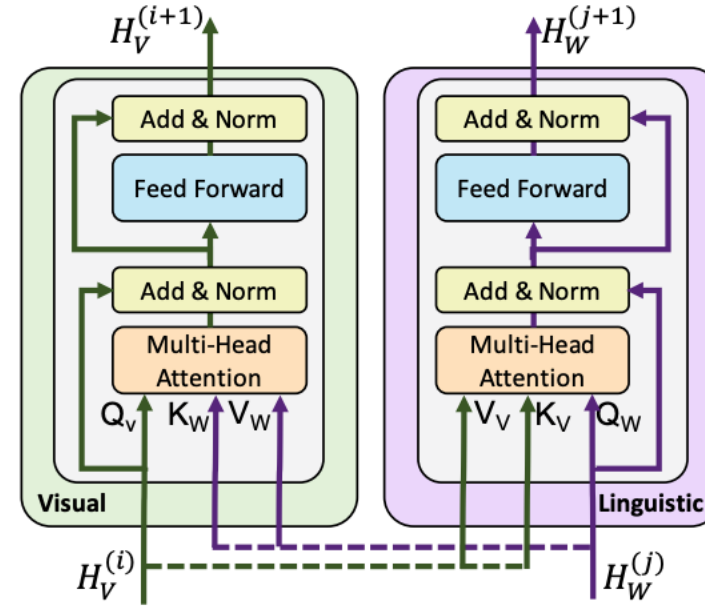 H_V^{(i+1)}
H_W^{(j+1)}
Add & Norm
Feed Forward
Add & Norm
Multi-Head
Attention
Q_v K_W V_W
Visual
H_V^{(i)}
Add & Norm
Feed Forward
Add & Norm
Multi-Head
Attention
V_V K_V Q_W
Linguistic
H_W^{(j)}